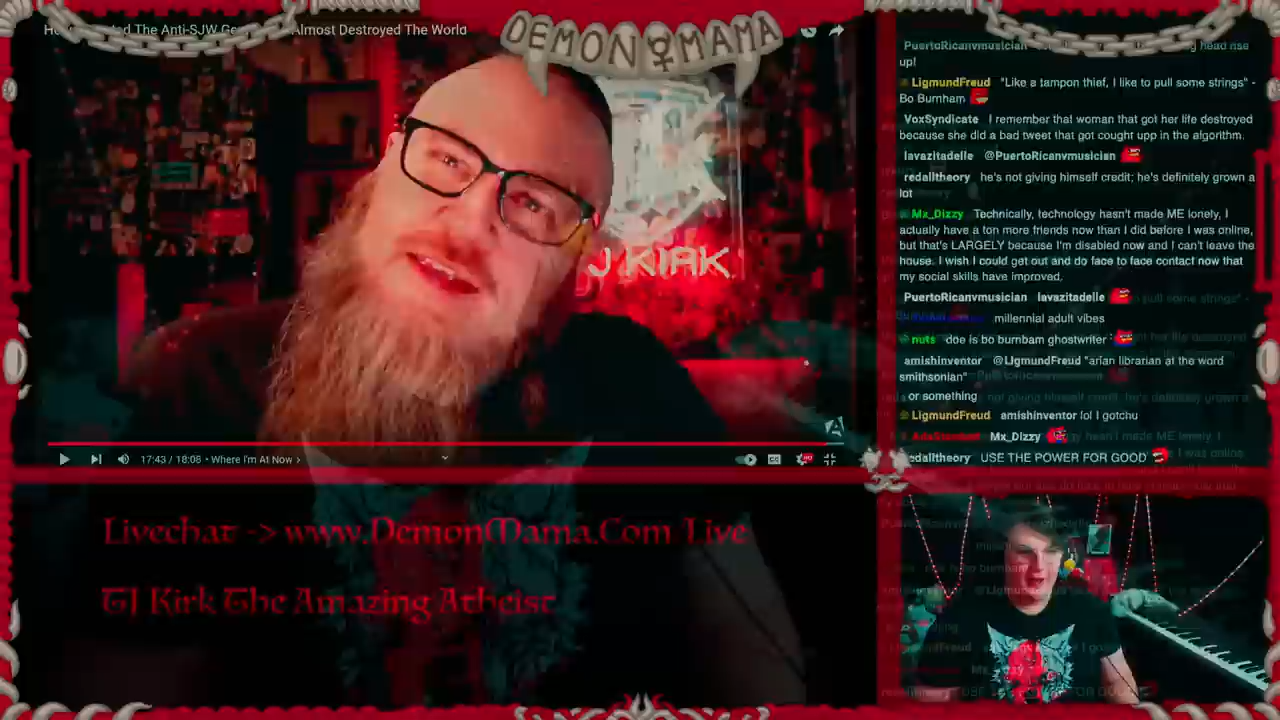 The Anti-SJW
Almost Destroyed The World
DEMON MAMA
J KIRK
17:43 / 18:08 • Where I'm At Now ›
Livechat -> www.DemonMama.Com/Live
TJ Kirk The Amazing Atheist
PuertoRicanvmusician
head rise
up!
LigmundFreud "Like a tampon thief, I like to pull some strings" -
Bo Burnham
VoxSyndicate I remember that woman that got her life destroyed
because she did a bad tweet that got cought upp in the algorithm.
lavazitadelle @PuertoRicanvmusician
redalltheory he's not giving himself credit; he's definitely grown a
lot
Mx_Dizzy Technically, technology hasn't made ME lonely, I
actually have a ton more friends now than I did before I was online,
but that's LARGELY because I'm disabled now and I can't leave the
house. I wish I could get out and do face to face contact now that
my social skills have improved.
PuertoRicanvmusician lavazitadelle
millennial adult vibes
nuts doe is bo burnbam ghostwriter
amishinventor @LigmundFreud "arian librarian at the word
smithsonian"
or something
LigmundFreud amishinventor lol I gotchu
Mx_Dizzy
edalltheory USE THE POWER FOR GOOD